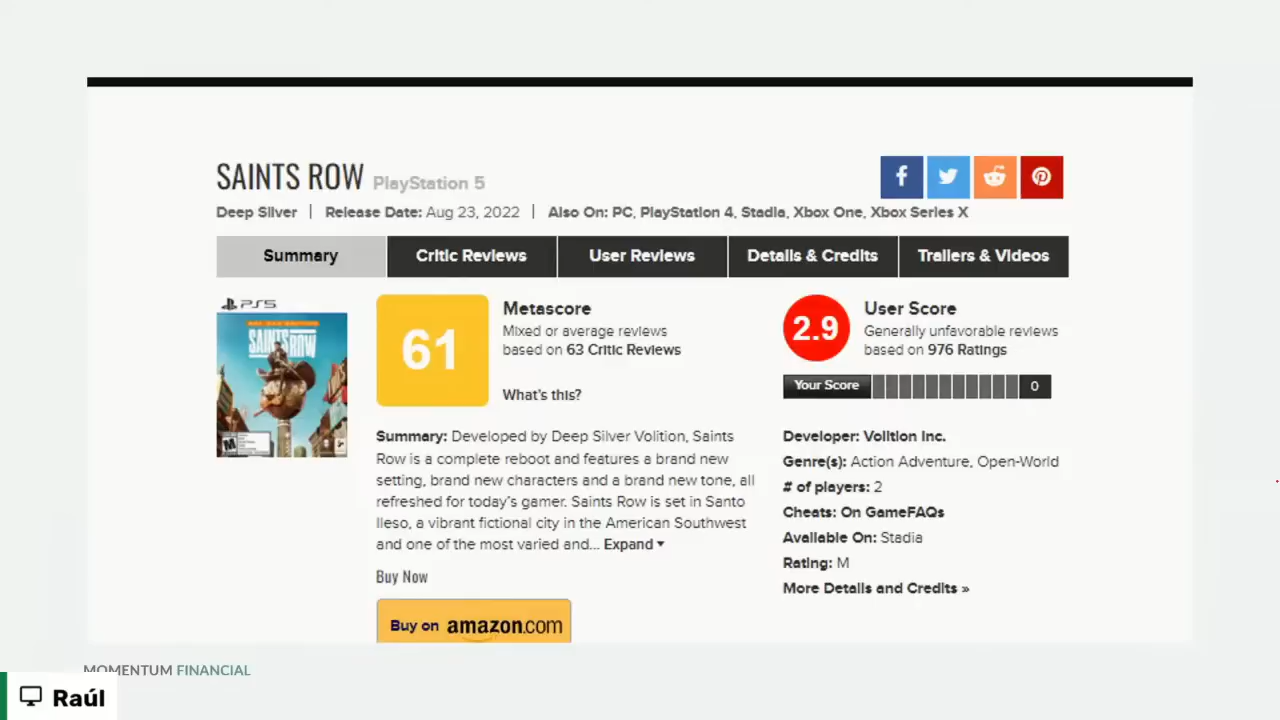 SAINTS ROW PlayStation 5
Deep Silver | Release Date: Aug 23, 2022 | Also On: PC, PlayStation 4, Stadia, Xbox One, Xbox Series X
Summary
Critic Reviews
User Reviews
Details & Credits
Trailers & Videos
PS5
SAINTS ROW
61
Metascore
Mixed or average reviews
based on 63 Critic Reviews
What's this?
2.9
User Score
Generally unfavorable reviews
based on 976 Ratings
Your Score
0
Summary: Developed by Deep Silver Volition, Saints
Row is a complete reboot and features a brand new
setting, brand new characters and a brand new tone, all
refreshed for today's gamer. Saints Row is set in Santo
Ileso, a vibrant fictional city in the American Southwest
and one of the most varied and... Expand
Buy Now
Buy on amazon.com
Developer: Volition Inc.
Genre(s): Action Adventure, Open-World
# of players: 2
Cheats: On GameFAQs
Available On: Stadia
Rating: M
More Details and Credits »
MOMENTUM FINANCIAL
Raúl